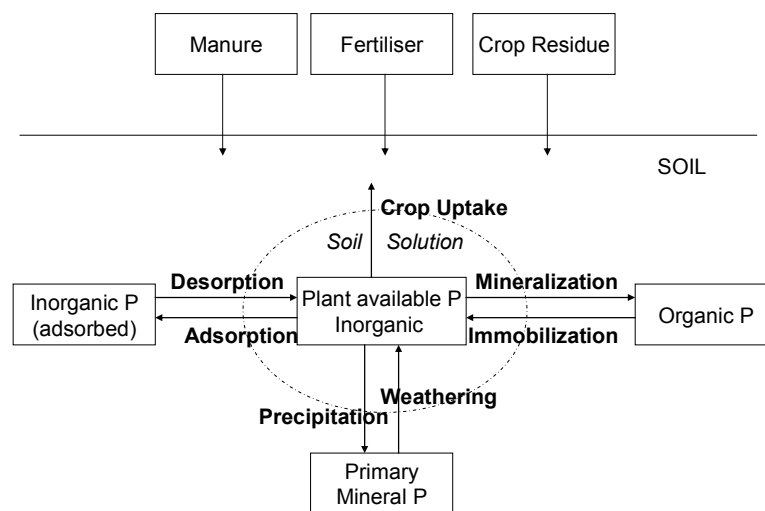 Manure
Fertiliser
Crop Residue
SOIL
Crop Uptake
Soil Solution
Desorption
Mineralization
Inorganic P
(adsorbed)
Plant available P
Inorganic
Organic P
Adsorption
Immobilization
Weathering
Precipitation
Primary
Mineral P